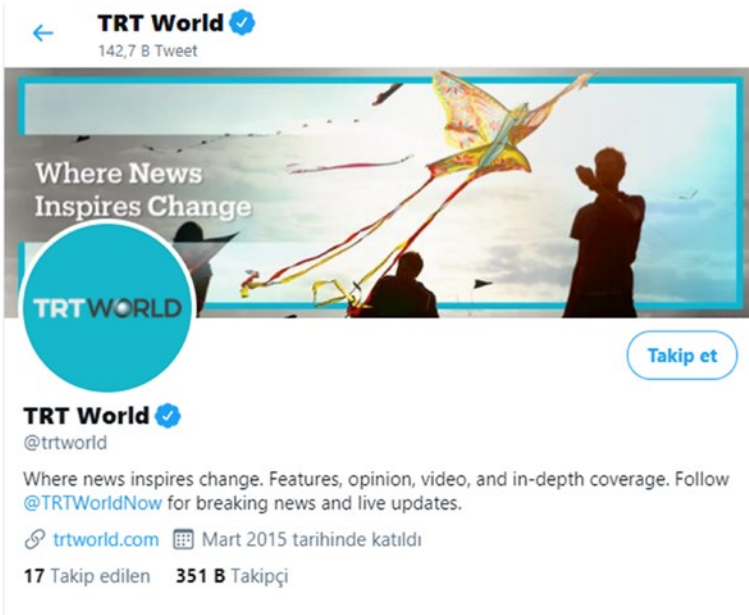 TRT World
142,7 B Tweet
Where News
Inspires Change
TRTWORLD
Takip et
TRT World
@trtworld
Where news inspires change. Features, opinion, video, and in-depth coverage. Follow
@TRTWorldNow for breaking news and live updates.
trtworld.com Mart 2015 tarihinde katıldı
17 Takip edilen 351 B Takipçi